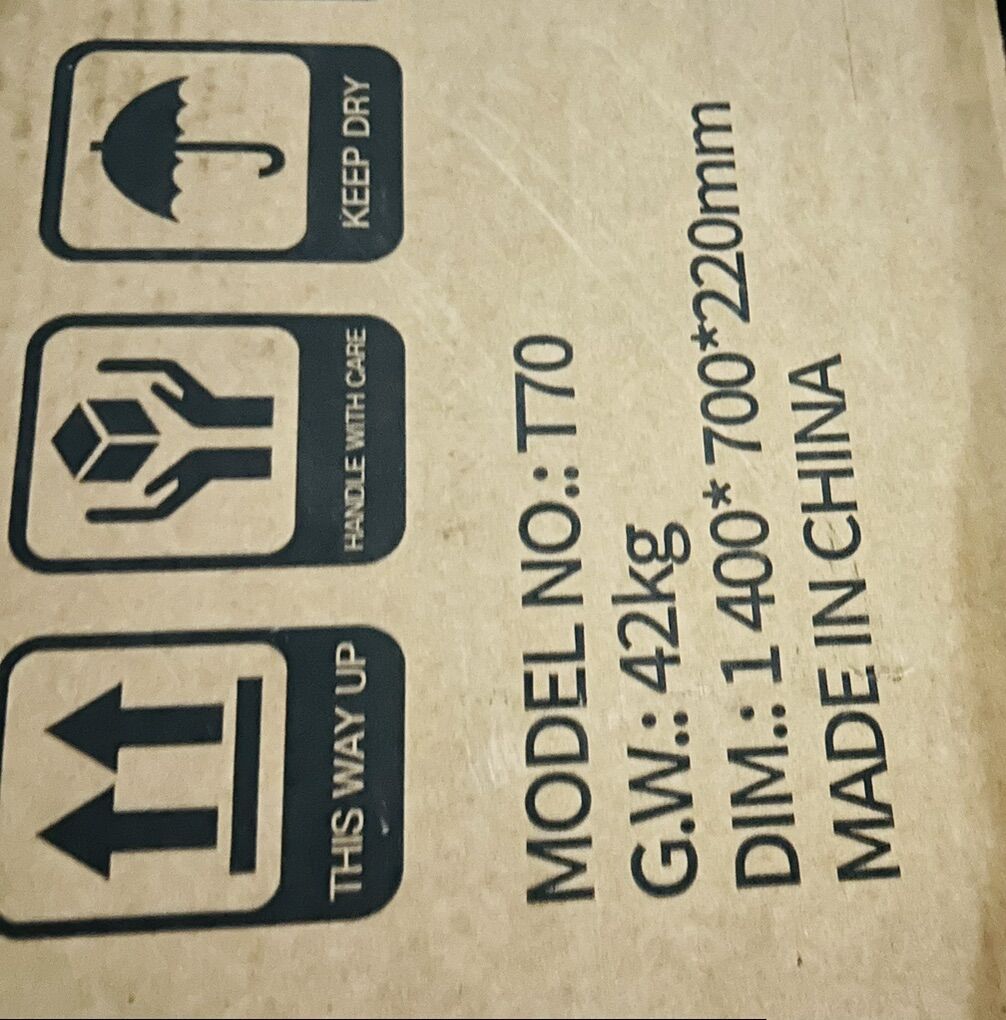 THIS WAY UP
HANDLE WITH CARE
KEEP DRY
MODEL NO.: T70
G.W.: 42kg
DIM.: 1 400* 700*220mm
MADE IN CHINA